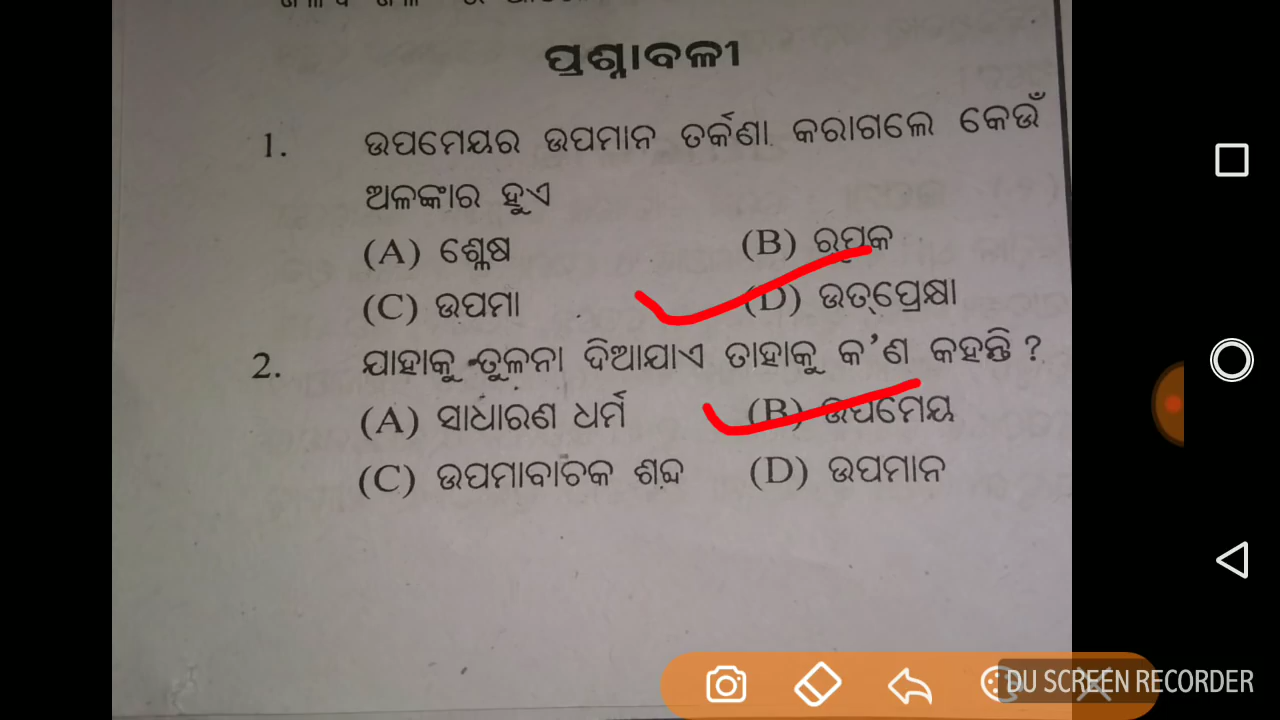 ପ୍ରଶ୍ନାବଳୀ
1. ଉପମେୟର ଉପମାନ ତର୍କଣା କରାଗଲେ କେଉଁ
ଅଳଙ୍କାର ହୁଏ
(A) ଶ୍ଳେଷ (B) ରୂପକ
(C) ଉପମା (D) ଉତ୍‌ପ୍ରେକ୍ଷା
2. ଯାହାକୁ ତୁଳନା ଦିଆଯାଏ ତାହାକୁ କ'ଣ କହନ୍ତି ?
(A) ସାଧାରଣ ଧର୍ମ (B) ଉପମେୟ
(C) ଉପମାବାଚକ ଶବ୍ଦ (D) ଉପମାନ
DU SCREEN RECORDER